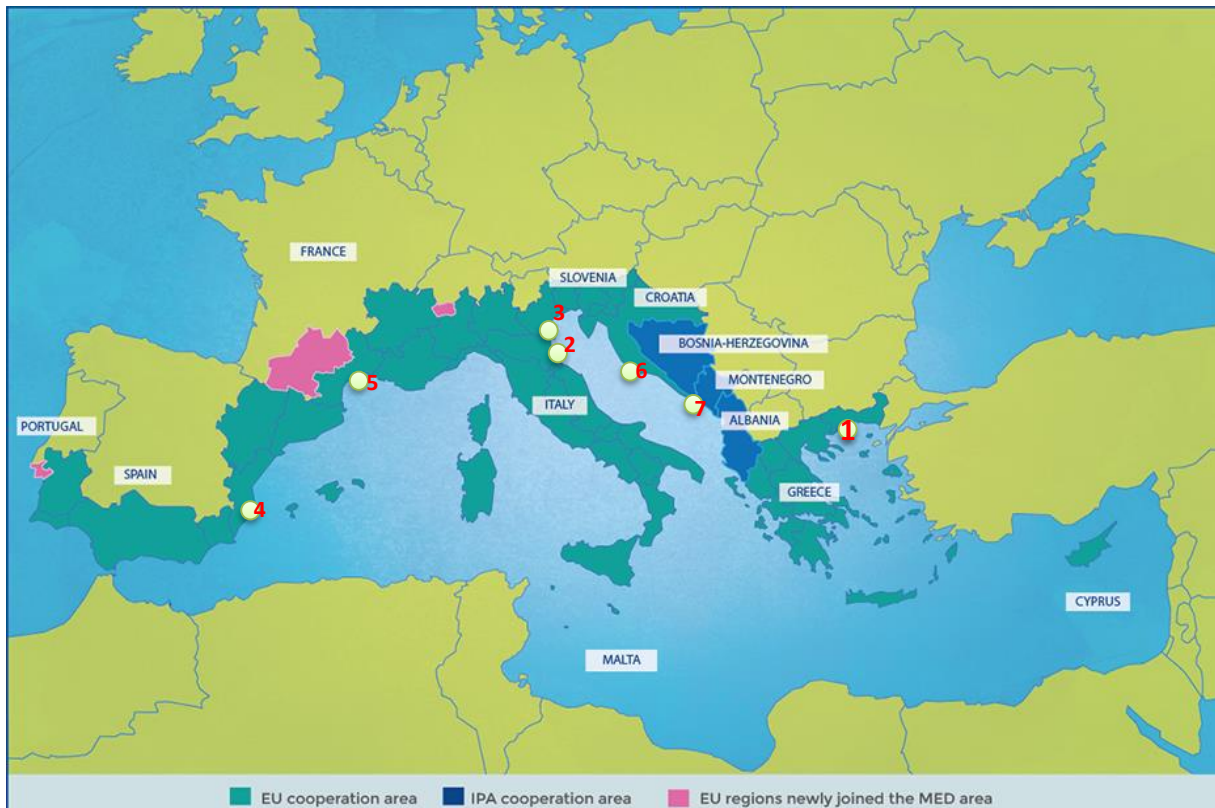 FRANCE
SLOVENIA
CROATIA
3
2
BOSNIA-HERZEGOVINA
6
MONTENEGRO
5
7
ITALY
ALBANIA
PORTUGAL
1
SPAIN
GREECE
4
CYPRUS
MALTA
EU cooperation area
IPA cooperation area
EU regions newly joined the MED area